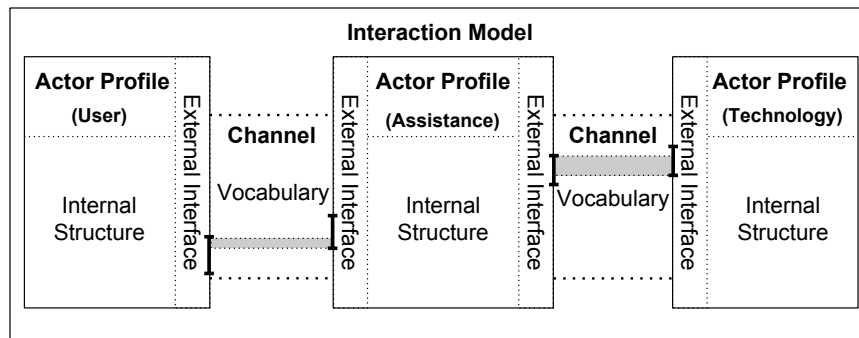 Interaction Model
Actor Profile
(User)
Internal
Structure
External Interface
Channel
Vocabulary
External Interface
Actor Profile
(Assistance)
Internal
Structure
External Interface
Channel
Vocabulary
External Interface
Actor Profile
(Technology)
Internal
Structure